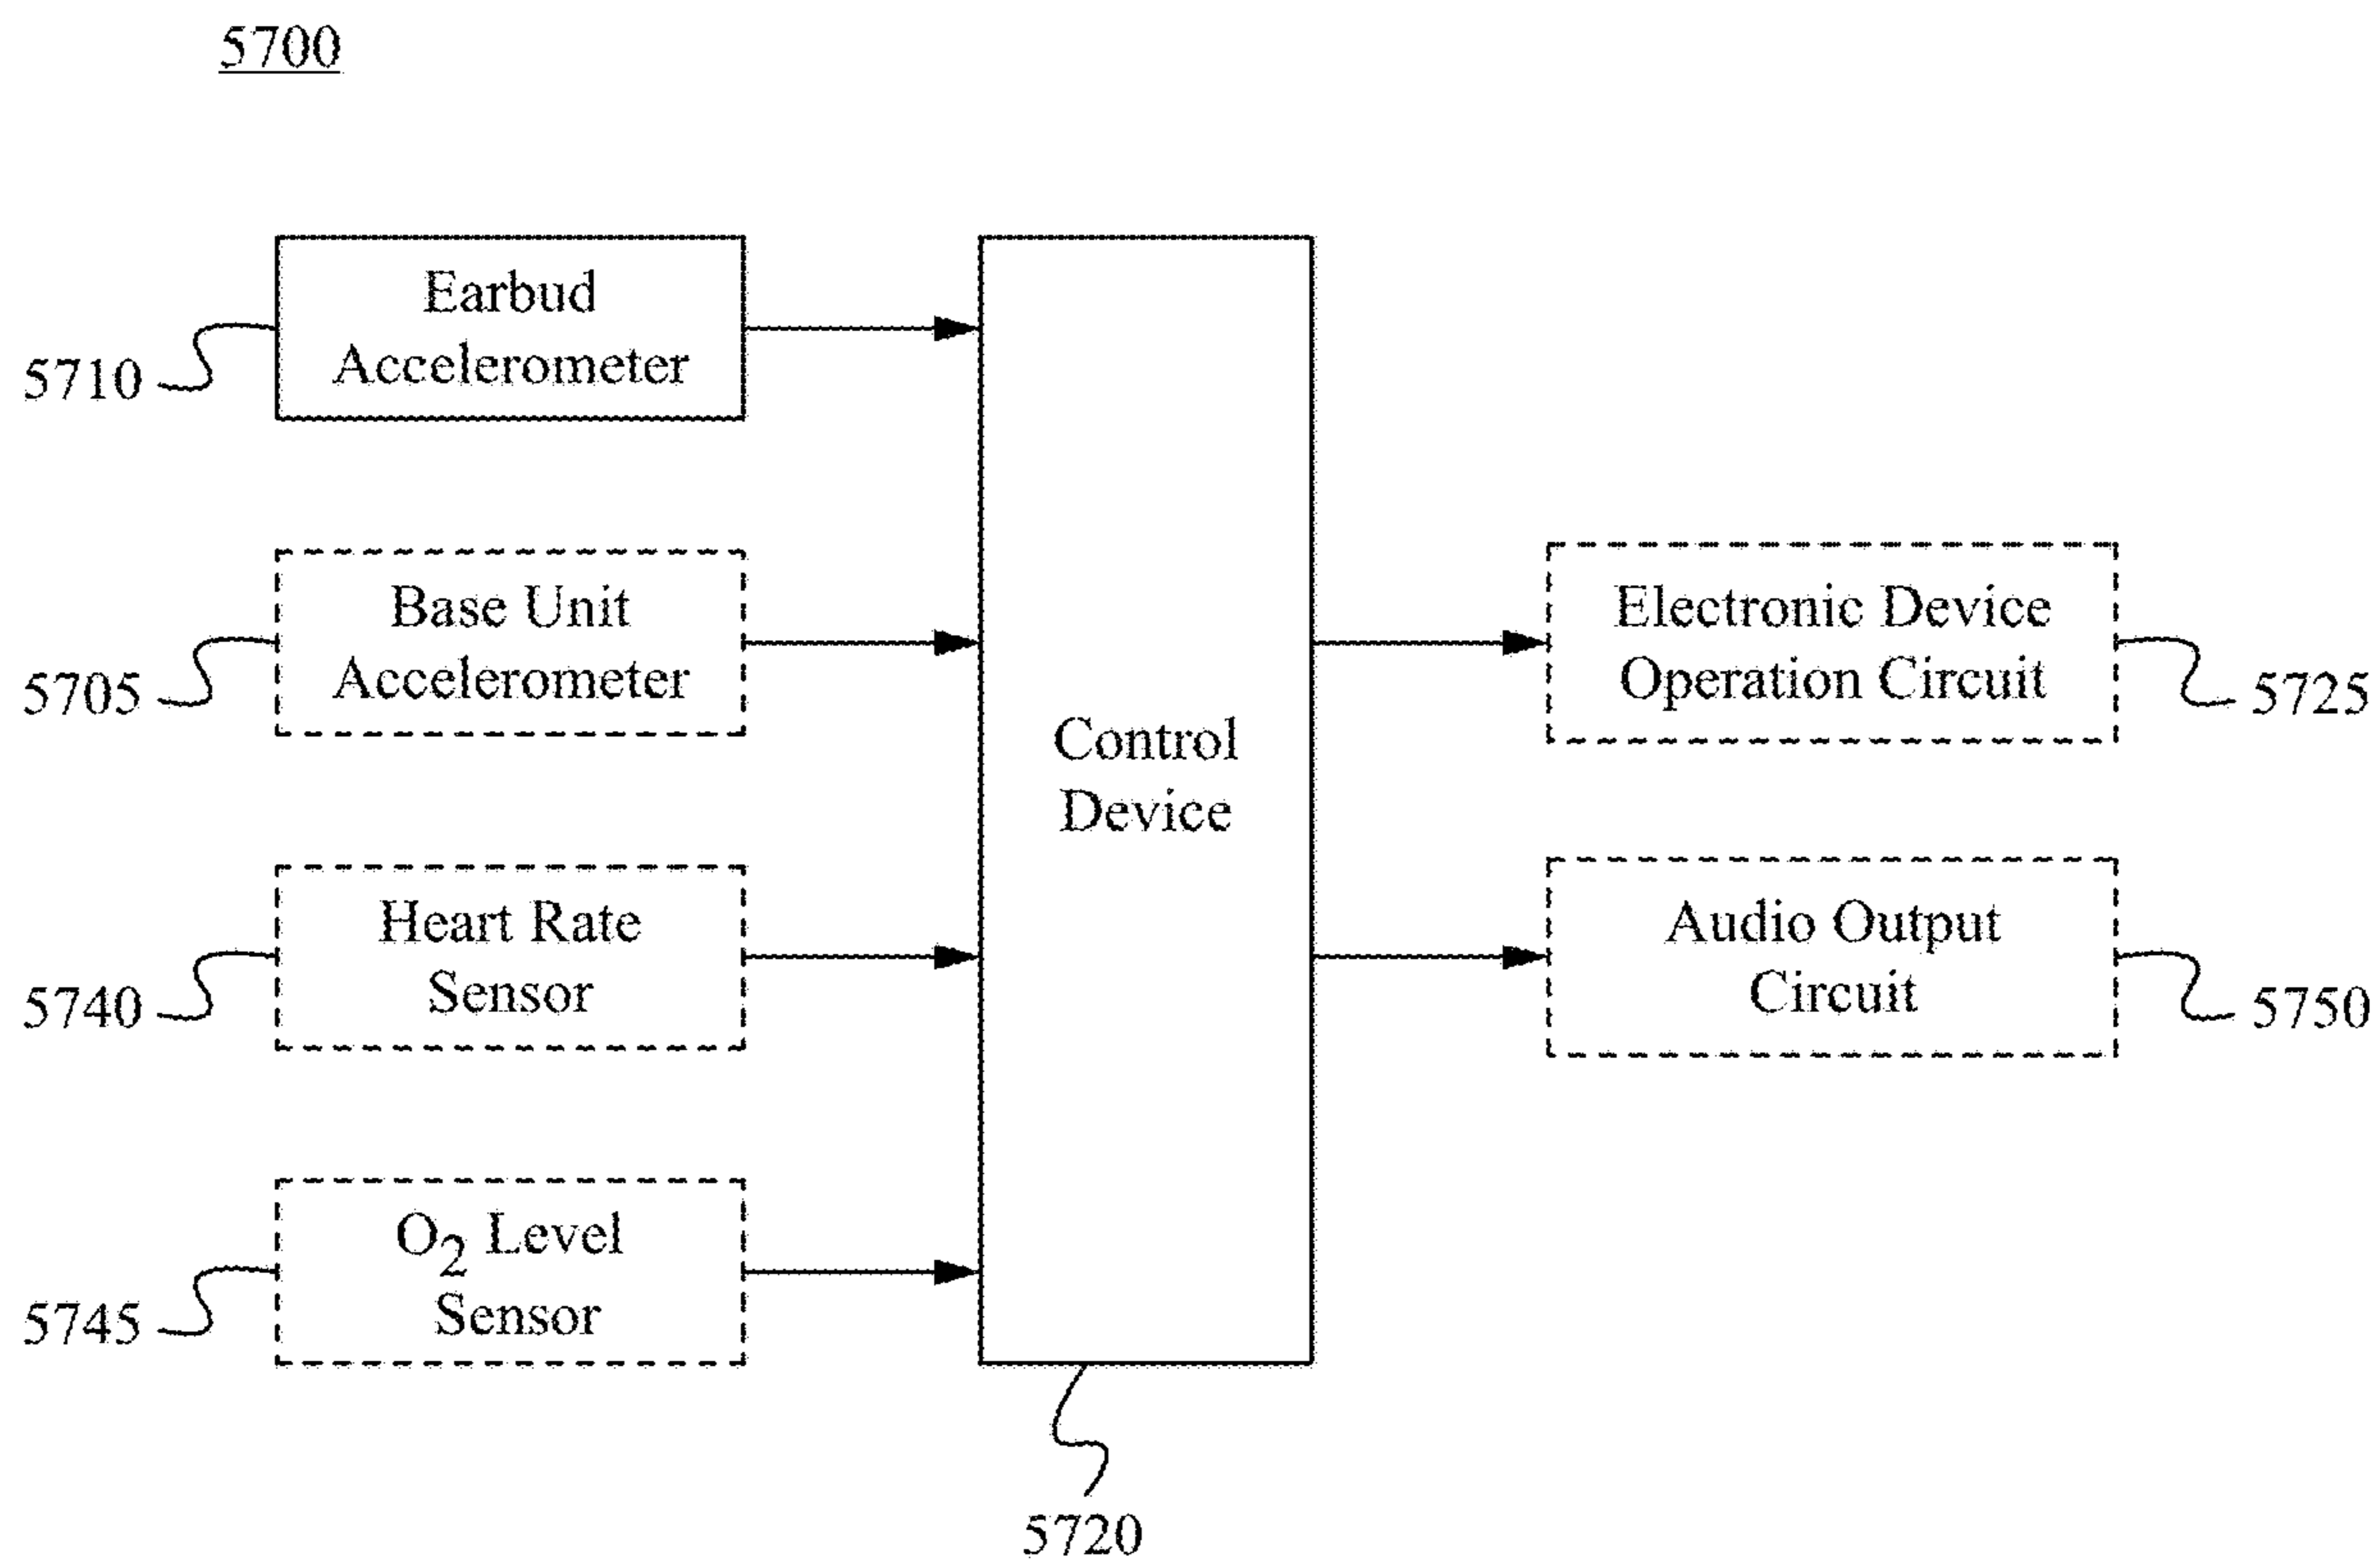 5700
Earbud
Accelerometer
5710
Base Unit
Accelerometer
5705
Heart Rate
Sensor
5740
O₂ Level
Sensor
5745
Control
Device
5720
Electronic Device
Operation Circuit
5725
Audio Output
Circuit
5750